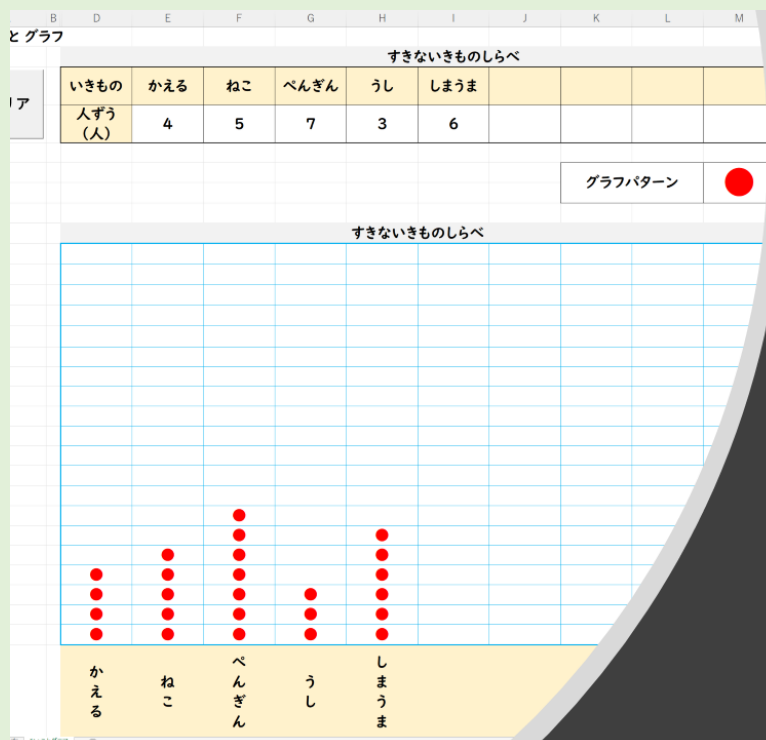 B D E F G H I J K L M
と グラフ
すきないきものしらべ
リア
いきもの かえる ねこ ぺんぎん うし しまうま
人ずう
（人） 4 5 7 3 6
グラフパターン
すきないきものしらべ
かえる ねこ ぺんぎん うし しまうま